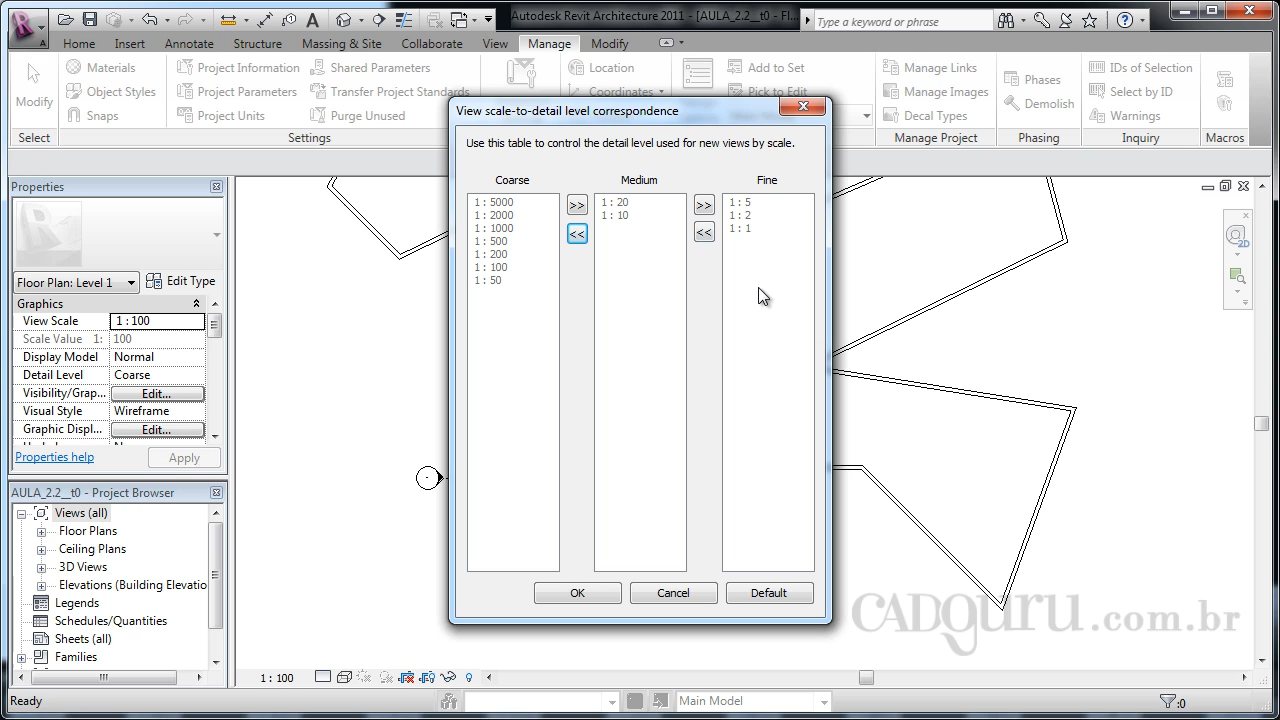 Autodesk Revit Architecture 2011 - [AULA_2.2__t0 - Fl...
Type a keyword or phrase
Home Insert Annotate Structure Massing & Site Collaborate View Manage Modify
Modify
Materials
Object Styles
Snaps
Project Information
Project Parameters
Project Units
Shared Parameters
Transfer Project Standards
Purge Unused
Location
Coordinates
Add to Set
Pick to Edit
Manage Links
Manage Images
Decal Types
Phases
Demolish
IDs of Selection
Select by ID
Warnings
Select Settings Manage Project Phasing Inquiry Macros
View scale-to-detail level correspondence
Use this table to control the detail level used for new views by scale.
Coarse
1 : 5000
1 : 2000
1 : 1000
1 : 500
1 : 200
1 : 100
1 : 50
>>
<<
Medium
1 : 20
1 : 10
>>
<<
Fine
1 : 5
1 : 2
1 : 1
OK Cancel Default
Properties
Floor Plan: Level 1 Edit Type
Graphics
View Scale 1 : 100
Scale Value 1: 100
Display Model Normal
Detail Level Coarse
Visibility/Grap... Edit...
Visual Style Wireframe
Graphic Displ... Edit...
Properties help Apply
AULA_2.2__t0 - Project Browser
Views (all)
Floor Plans
Ceiling Plans
3D Views
Elevations (Building Elevatio
Legends
Schedules/Quantities
Sheets (all)
Families
2D
CADGURU.com.br
1 : 100
Ready
Main Model
:0